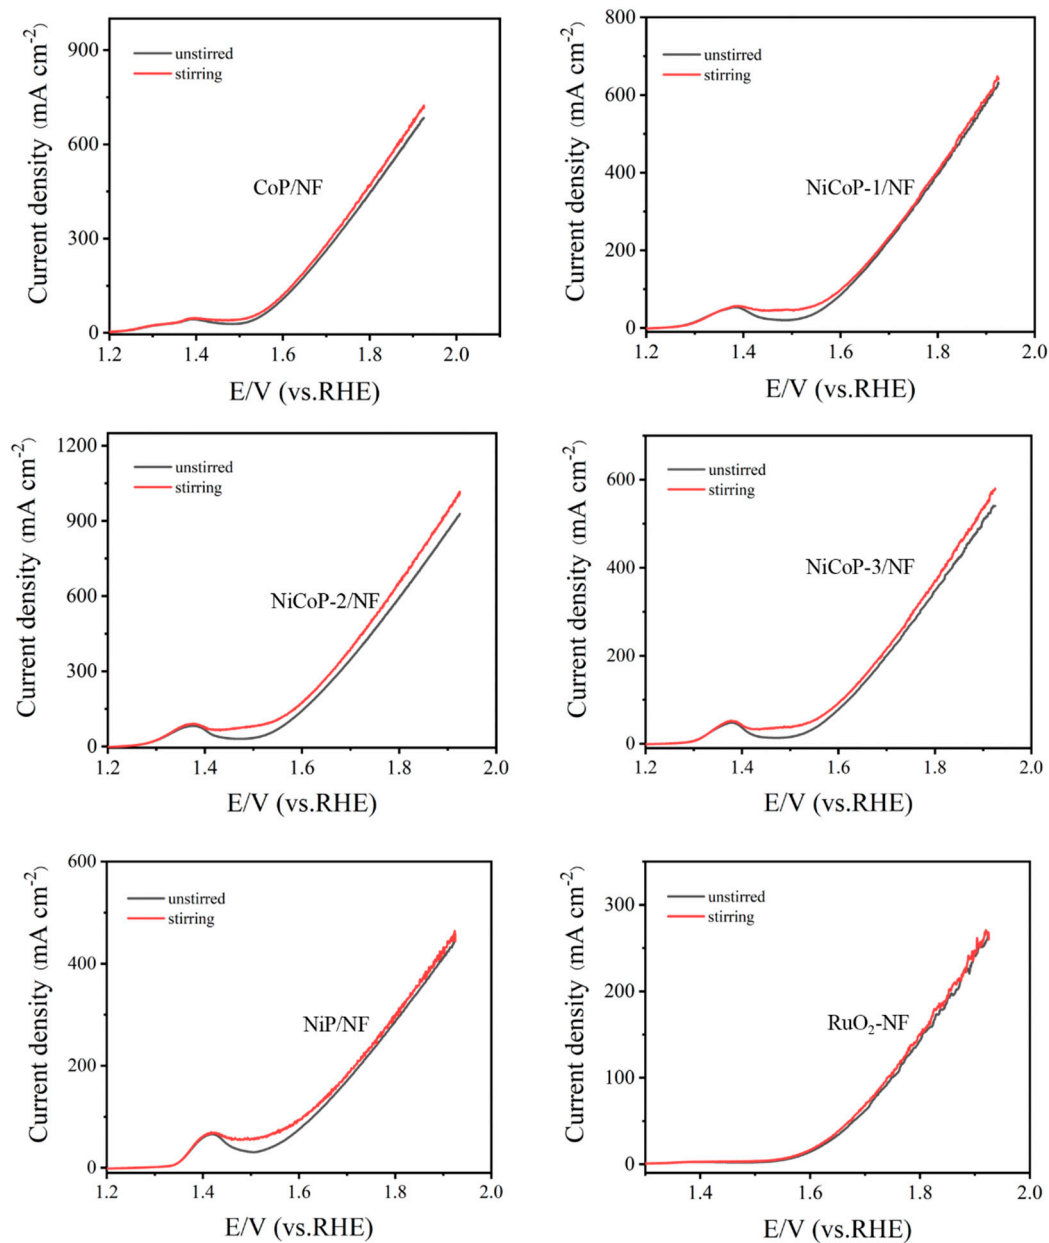 900
600
300
0
1.2
1.4
1.6
1.8
2.0
Current density (mA cm-2)
E/V (vs.RHE)
unstirred
stirring
CoP/NF
800
600
400
200
0
1.2
1.4
1.6
1.8
2.0
Current density (mA cm-2)
E/V (vs.RHE)
unstirred
stirring
NiCoP-1/NF
1200
900
600
300
0
1.2
1.4
1.6
1.8
2.0
Current density (mA cm-2)
E/V (vs.RHE)
unstirred
stirring
NiCoP-2/NF
600
400
200
0
1.2
1.4
1.6
1.8
2.0
Current density (mA cm-2)
E/V (vs.RHE)
unstirred
stirring
NiCoP-3/NF
600
400
200
0
1.2
1.4
1.6
1.8
2.0
Current density (mA cm-2)
E/V (vs.RHE)
unstirred
stirring
NiP/NF
300
200
100
0
1.4
1.6
1.8
2.0
Current density (mA cm-2)
E/V (vs.RHE)
unstirred
stirring
RuO2-NF